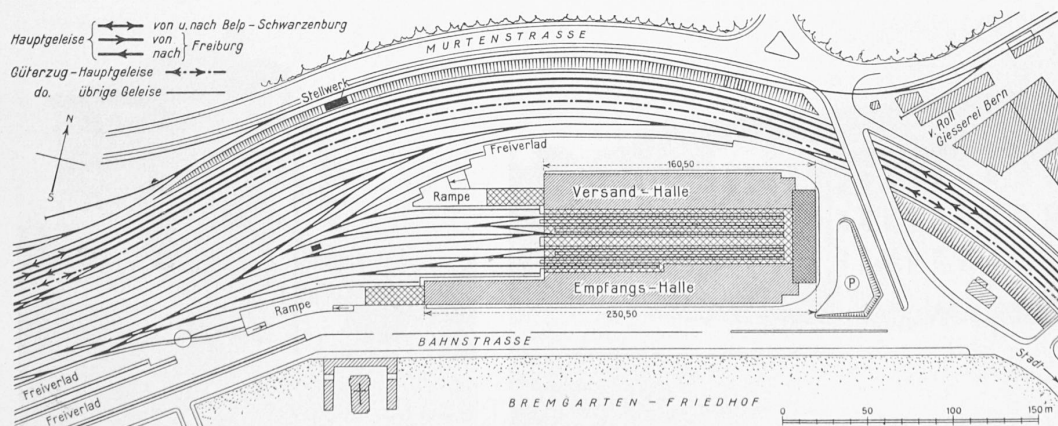 von u. nach Belp – Schwarzenburg
Hauptgeleise von
nach Freiburg
Güterzug – Hauptgeleise
do. übrige Geleise
MURTENSTRASSE
Stellwerk
N
S
v. Roll
Giesserei Bern
Freiverlad
160,50
Rampe
Versand – Halle
Empfangs – Halle
P
Rampe
230,50
BAHNSTRASSE
Stadt
Freiverlad
Freiverlad
BREMGARTEN – FRIEDHOF
0 50 100 150 m